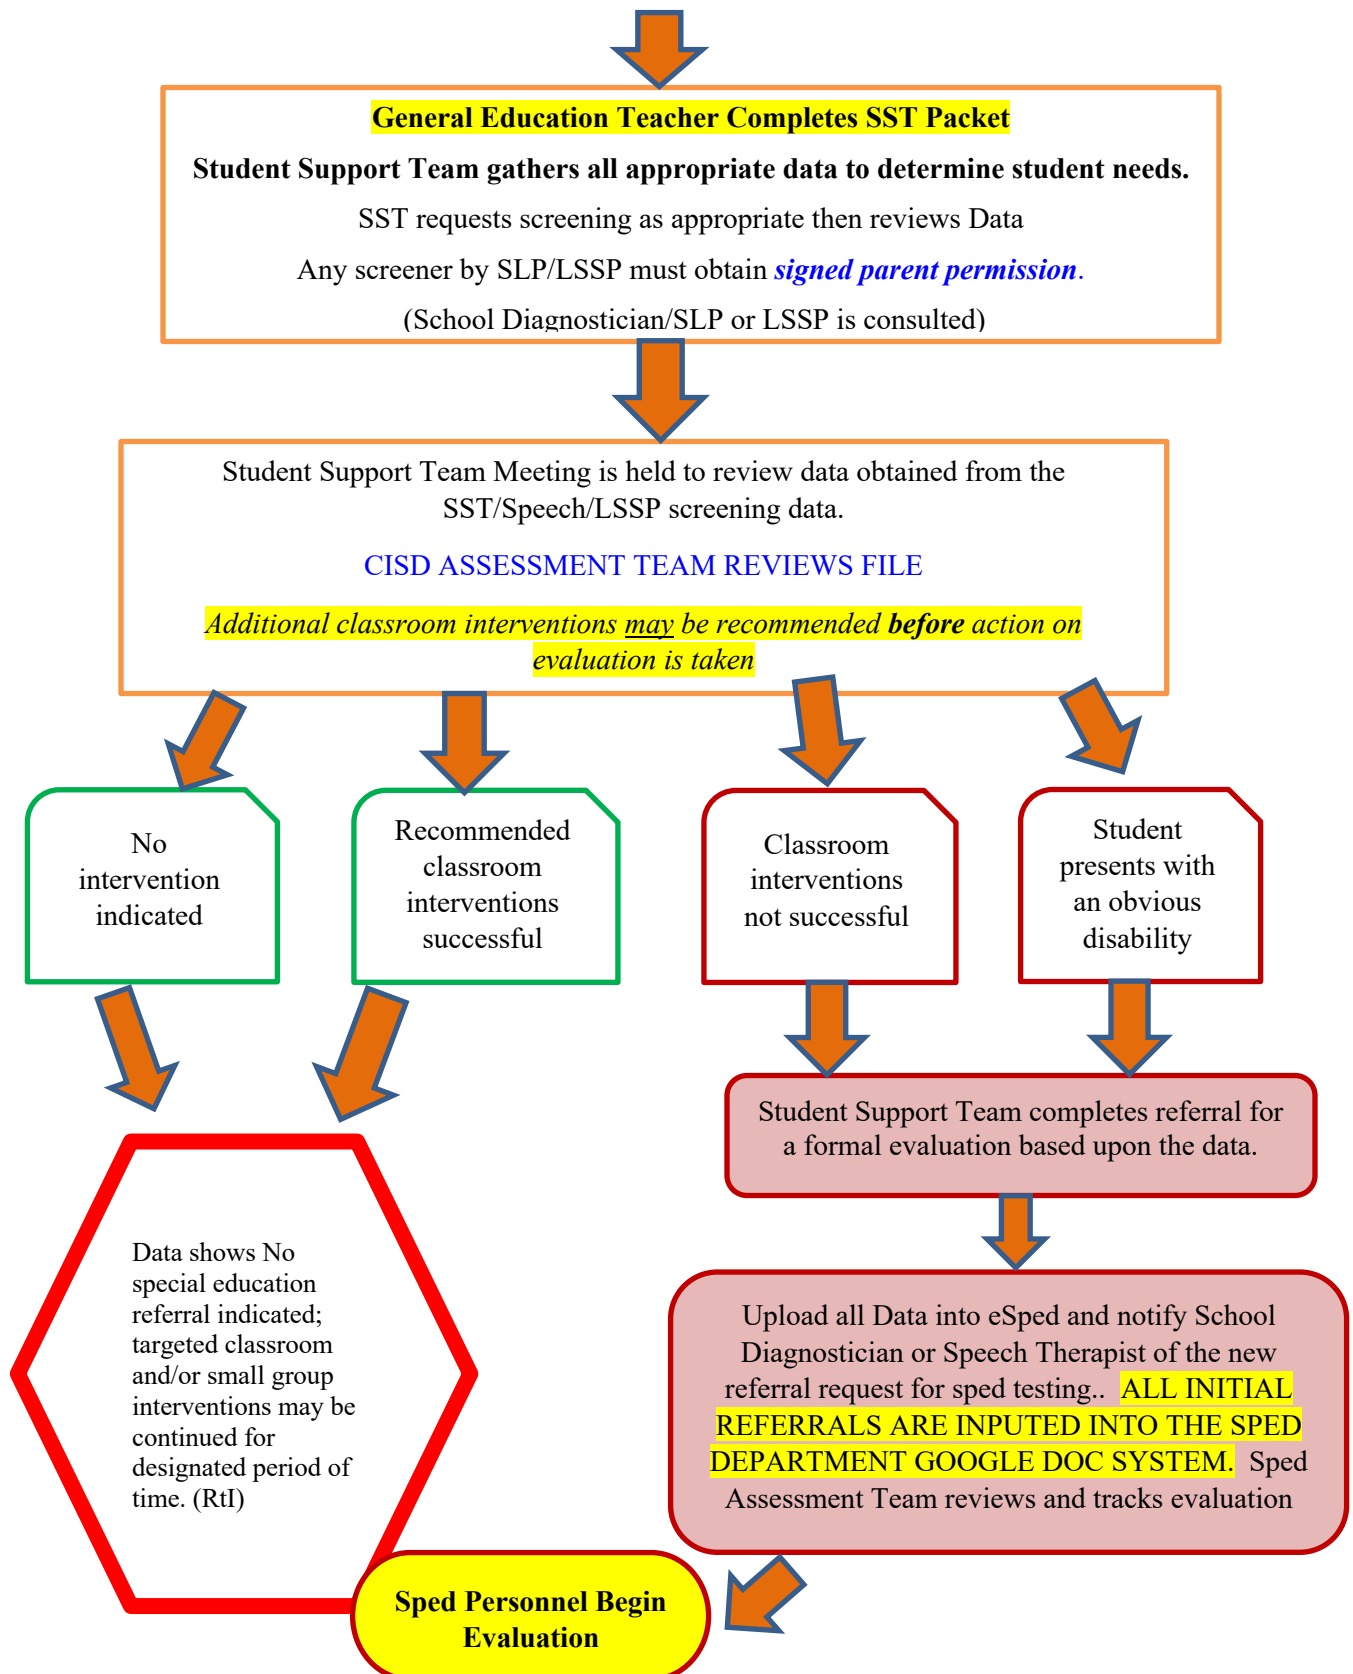 General Education Teacher Completes SST Packet
Student Support Team gathers all appropriate data to determine student needs.
SST requests screening as appropriate then reviews Data
Any screener by SLP/LSSP must obtain signed parent permission.
(School Diagnostician/SLP or LSSP is consulted)
Student Support Team Meeting is held to review data obtained from the
SST/Speech/LSSP screening data.
CISD ASSESSMENT TEAM REVIEWS FILE
Additional classroom interventions may be recommended before action on
evaluation is taken
No
intervention
indicated
Recommended
classroom
interventions
successful
Classroom
interventions
not successful
Student
presents with
an obvious
disability
Student Support Team completes referral for
a formal evaluation based upon the data.
Data shows No
special education
referral indicated;
targeted classroom
and/or small group
interventions may be
continued for
designated period of
time. (RtI)
Upload all Data into eSped and notify School
Diagnostician or Speech Therapist of the new
referral request for sped testing.. ALL INITIAL
REFERRALS ARE INPUTED INTO THE SPED
DEPARTMENT GOOGLE DOC SYSTEM. Sped
Assessment Team reviews and tracks evaluation
Sped Personnel Begin
Evaluation